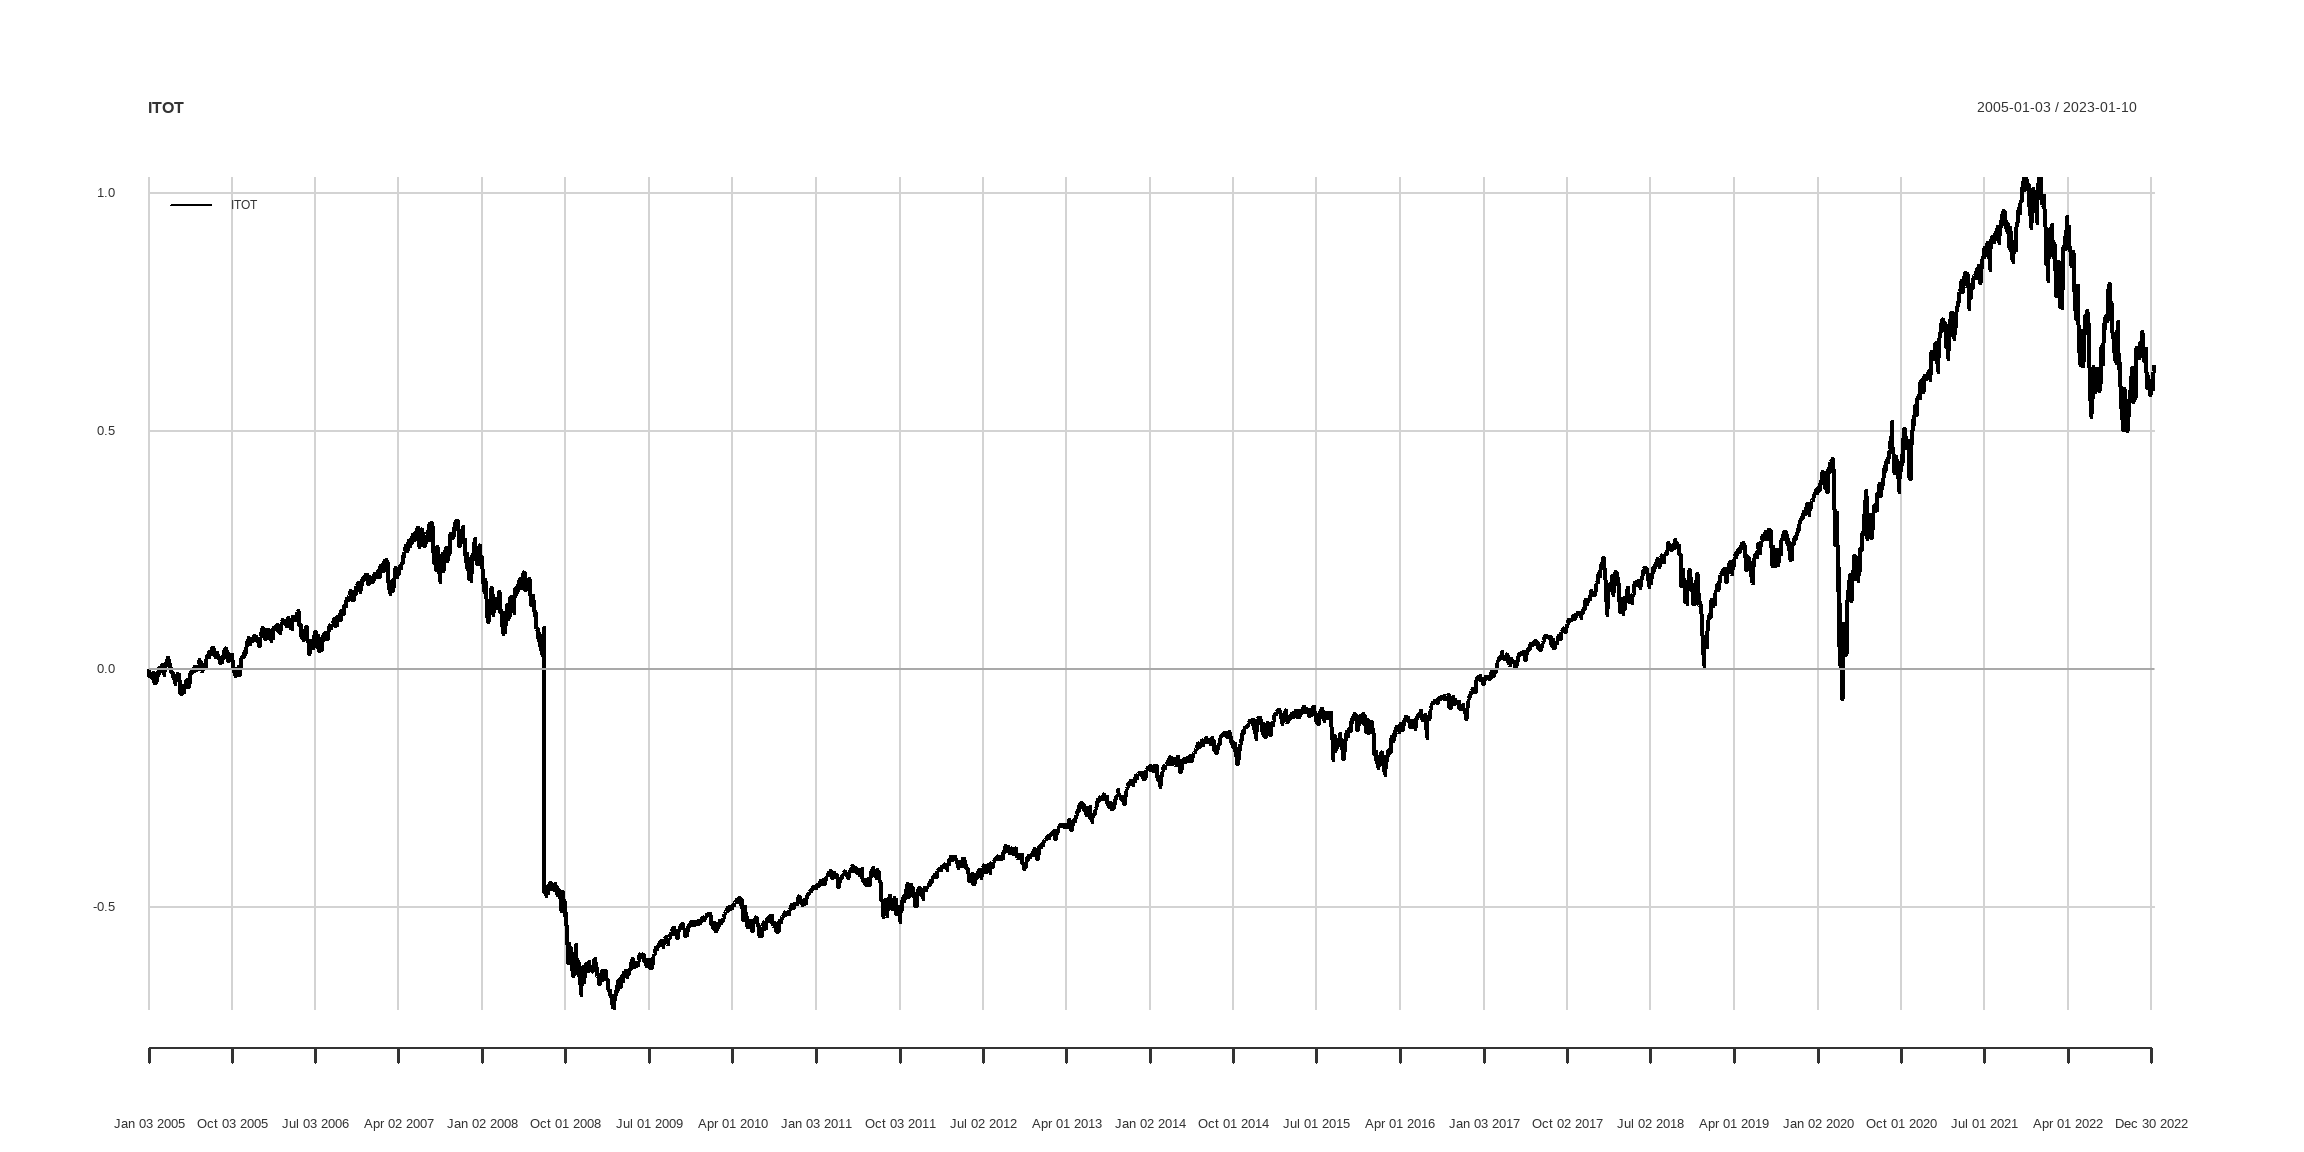 ITOT
2005-01-03 / 2023-01-10
1.0
ITOT
0.5
0.0
-0.5
Jan 03 2005 Oct 03 2005 Jul 03 2006 Apr 02 2007 Jan 02 2008 Oct 01 2008 Jul 01 2009 Apr 01 2010 Jan 03 2011 Oct 03 2011 Jul 02 2012 Apr 01 2013 Jan 02 2014 Oct 01 2014 Jul 01 2015 Apr 01 2016 Jan 03 2017 Oct 02 2017 Jul 02 2018 Apr 01 2019 Jan 02 2020 Oct 01 2020 Jul 01 2021 Apr 01 2022 Dec 30 2022